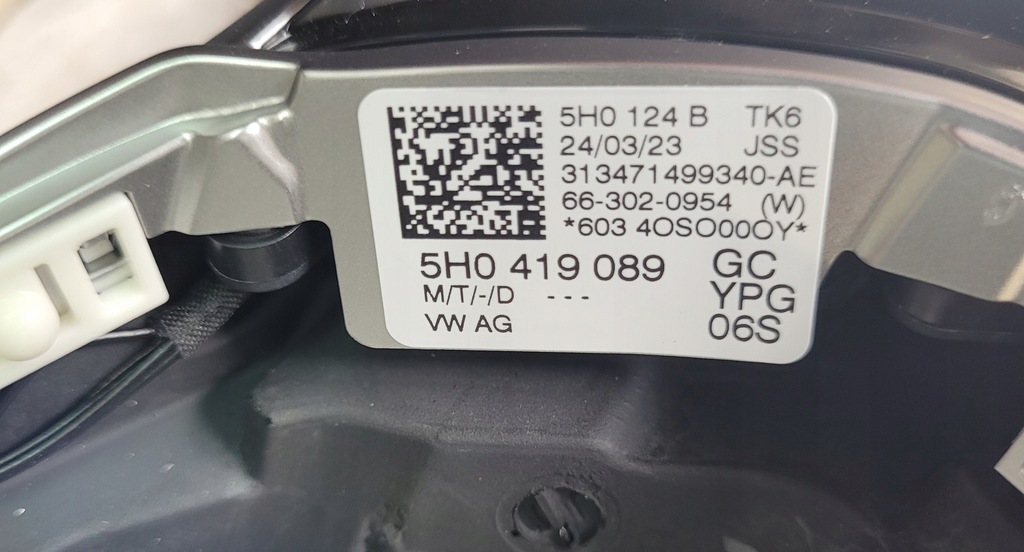 5H0 124 B TK6
24/03/23 JSS
313471499340-AE
66-302-0954 (W)
*603 4OSO00OY*
5H0 419 089 GC
M/T/-/D --- YPG
VW AG 06S